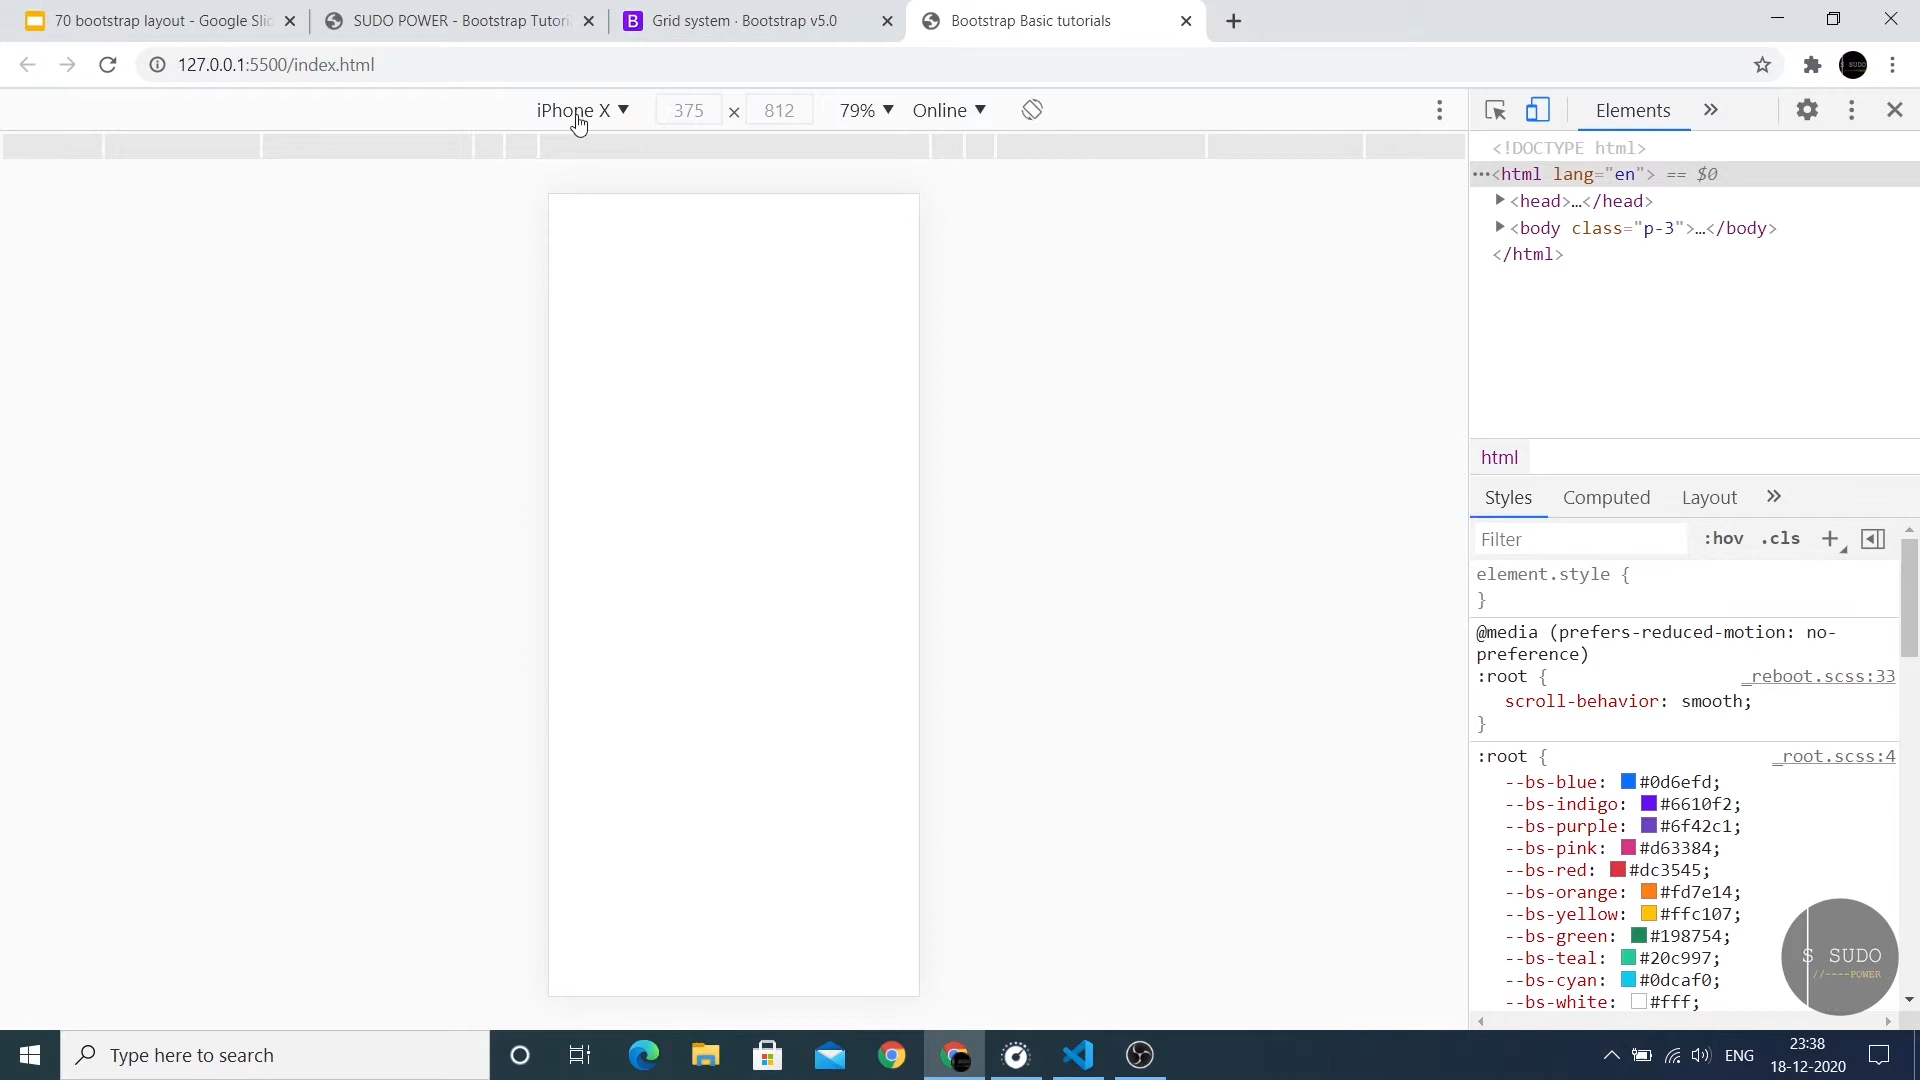 70 bootstrap layout - Google Slid
SUDO POWER - Bootstrap Tutori
Grid system · Bootstrap v5.0
Bootstrap Basic tutorials
127.0.0.1:5500/index.html
iPhone X ▼ 375 × 812 79% ▼ Online ▼
Elements
<!DOCTYPE html>
<html lang="en"> == $0
<head>…</head>
<body class="p-3">…</body>
</html>
html
Styles Computed Layout
Filter :hov .cls
element.style {
}
@media (prefers-reduced-motion: no-
preference)
:root { _reboot.scss:33
scroll-behavior: smooth;
}
:root { _root.scss:4
--bs-blue: #0d6efd;
--bs-indigo: #6610f2;
--bs-purple: #6f42c1;
--bs-pink: #d63384;
--bs-red: #dc3545;
--bs-orange: #fd7e14;
--bs-yellow: #ffc107;
--bs-green: #198754;
--bs-teal: #20c997;
--bs-cyan: #0dcaf0;
--bs-white: #fff;
S SUDO
//----POWER
Type here to search
ENG
23:38
18-12-2020